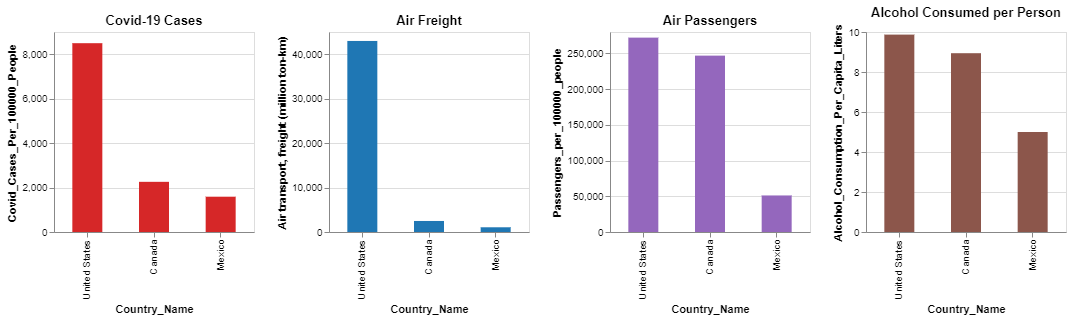 Covid-19 Cases
Covid_Cases_Per_100000_People
8,000
6,000
4,000
2,000
0
United States
Canada
Mexico
Country_Name
Air Freight
Air transport, freight (million ton-km)
40,000
30,000
20,000
10,000
0
United States
Canada
Mexico
Country_Name
Air Passengers
Passengers_per_100000_people
250,000
200,000
150,000
100,000
50,000
0
United States
Canada
Mexico
Country_Name
Alcohol Consumed per Person
Alcohol_Consumption_Per_Capita_Liters
10
8
6
4
2
0
United States
Canada
Mexico
Country_Name